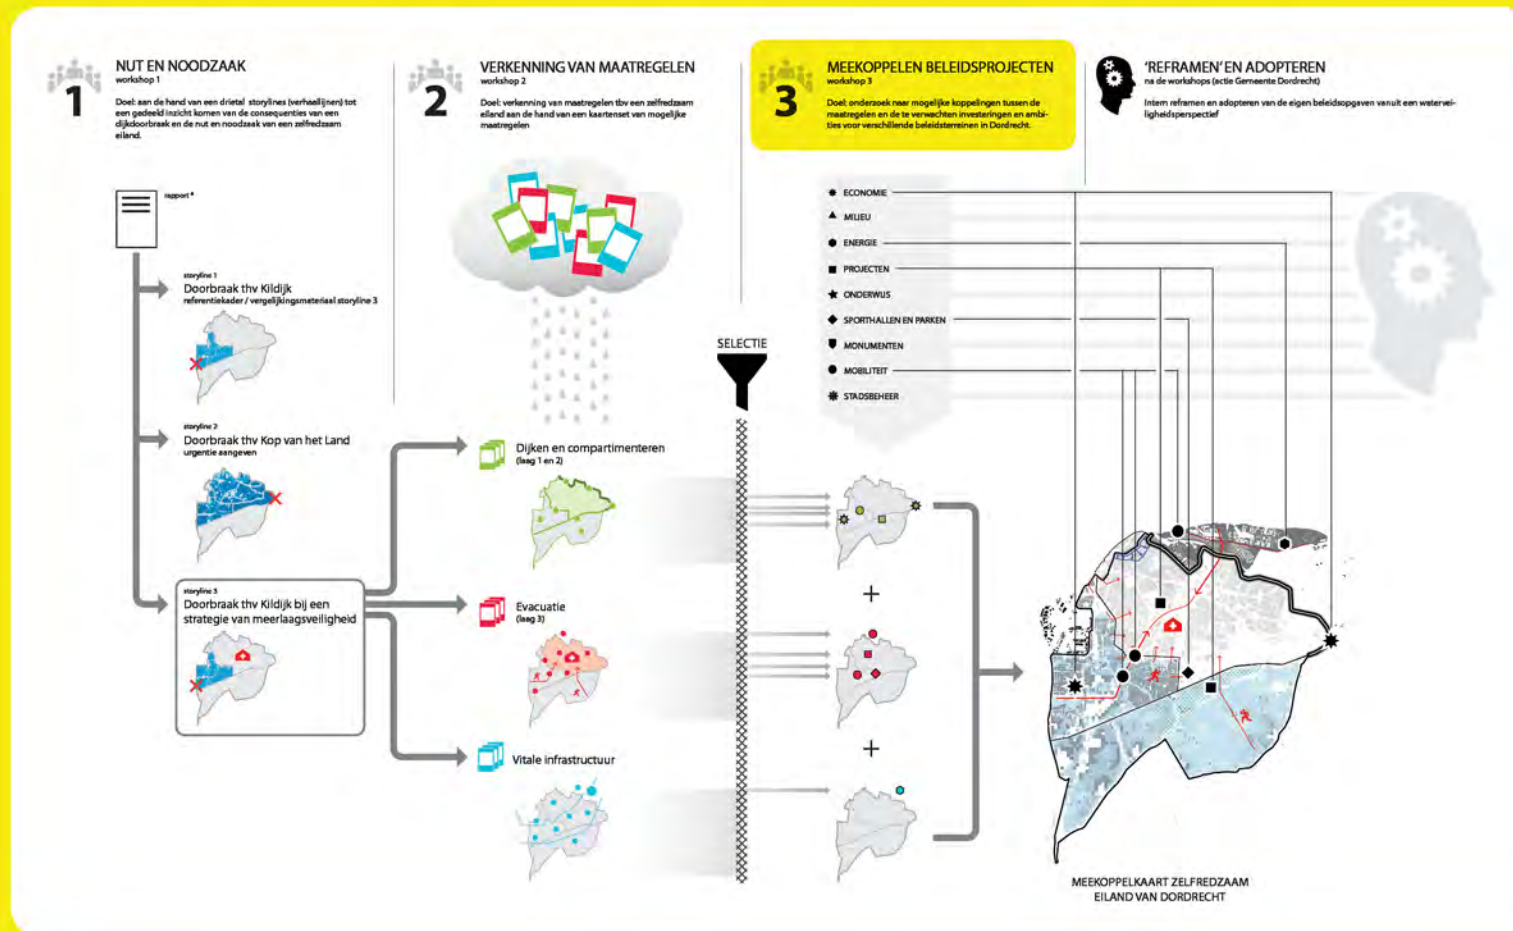 1
NUT EN NOODZAAK
workshop 1
Doel: aan de hand van een drietal storylines (verhaallijnen) tot
een gedeeld inzicht komen van de consequenties van een
dijkdoorbraak en de nut en noodzaak van een zelfredzaam
eiland.
rapport *
storyline 1
Doorbraak thv Kildijk
referentiekader / vergelijkingsmateriaal storyline 3
storyline 2
Doorbraak thv Kop van het Land
urgentie aangeven
storyline 3
Doorbraak thv Kildijk bij een
strategie van meerlaagsveiligheid
2
VERKENNING VAN MAATREGELEN
workshop 2
Doel: verkenning van maatregelen tbv een zelfredzaam
eiland aan de hand van een kaartenset van mogelijke
maatregelen
Dijken en compartimenteren
(laag 1 en 2)
Evacuatie
(laag 3)
Vitale infrastructuur
SELECTIE
3
MEEKOPPELEN BELEIDSPROJECTEN
workshop 3
Doel: onderzoek naar mogelijke koppelingen tussen de
maatregelen en de te verwachten investeringen en ambi-
ties voor verschillende beleidsterreinen in Dordrecht.
ECONOMIE
MILIEU
ENERGIE
PROJECTEN
ONDERWIJS
SPORTHALLEN EN PARKEN
MONUMENTEN
MOBILITEIT
STADSBEHEER
+
+
'REFRAMEN' EN ADOPTEREN
na de workshops (actie Gemeente Dordrecht)
Intern reframen en adopteren van de eigen beleidsopgaven vanuit een watervei-
ligheidsperspectief
MEEKOPPELKAART ZELFREDZAAM
EILAND VAN DORDRECHT